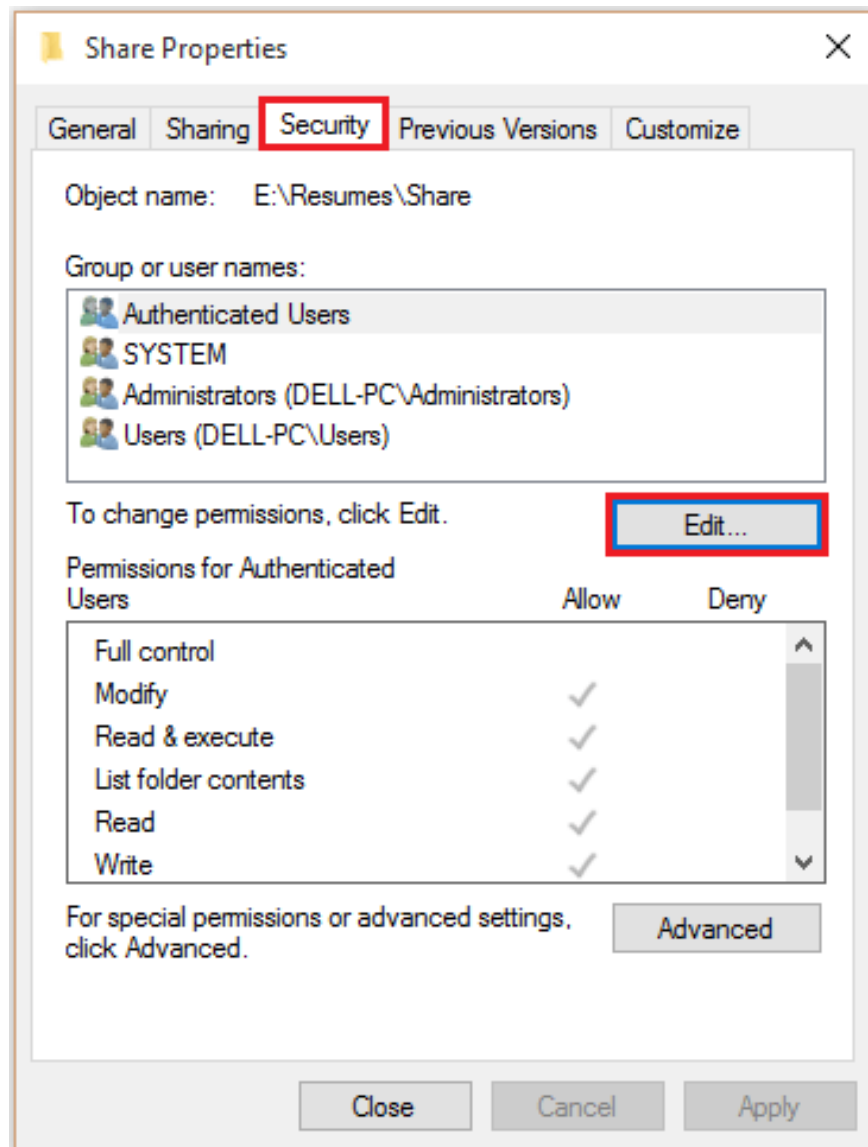 Share Properties
General Sharing Security Previous Versions Customize
Object name: E:\Resumes\Share
Group or user names:
Authenticated Users
SYSTEM
Administrators (DELL-PC\Administrators)
Users (DELL-PC\Users)
To change permissions, click Edit.
Edit...
Permissions for Authenticated
Users Allow Deny
Full control
Modify
Read & execute
List folder contents
Read
Write
For special permissions or advanced settings,
click Advanced.
Advanced
Close Cancel Apply